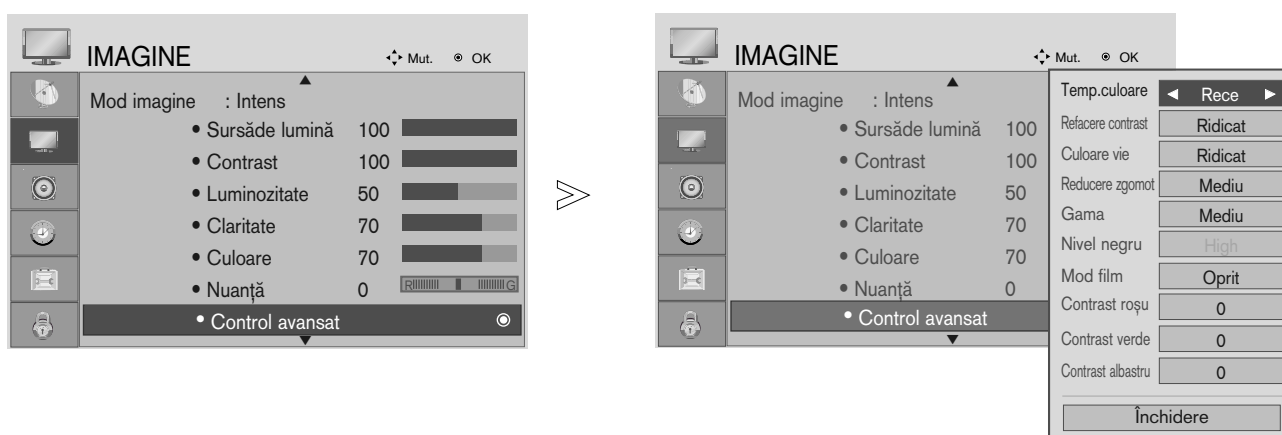 IMAGINE
Mut. OK
Mod imagine : Intens
• Sursăde lumină 100
• Contrast 100
• Luminozitate 50
• Claritate 70
• Culoare 70
• Nuanţă 0 R G
• Control avansat
IMAGINE
Mut. OK
Mod imagine : Intens
• Sursăde lumină 100
• Contrast 100
• Luminozitate 50
• Claritate 70
• Culoare 70
• Nuanţă 0
• Control avansat
Temp.culoare Rece
Refacere contrast Ridicat
Culoare vie Ridicat
Reducere zgomot Mediu
Gama Mediu
Nivel negru High
Mod film Oprit
Contrast roşu 0
Contrast verde 0
Contrast albastru 0
Închidere